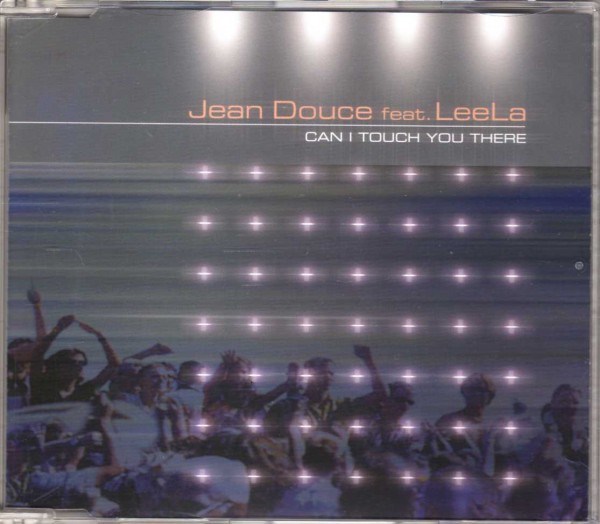 Jean Douce feat. LeeLa
CAN I TOUCH YOU THERE